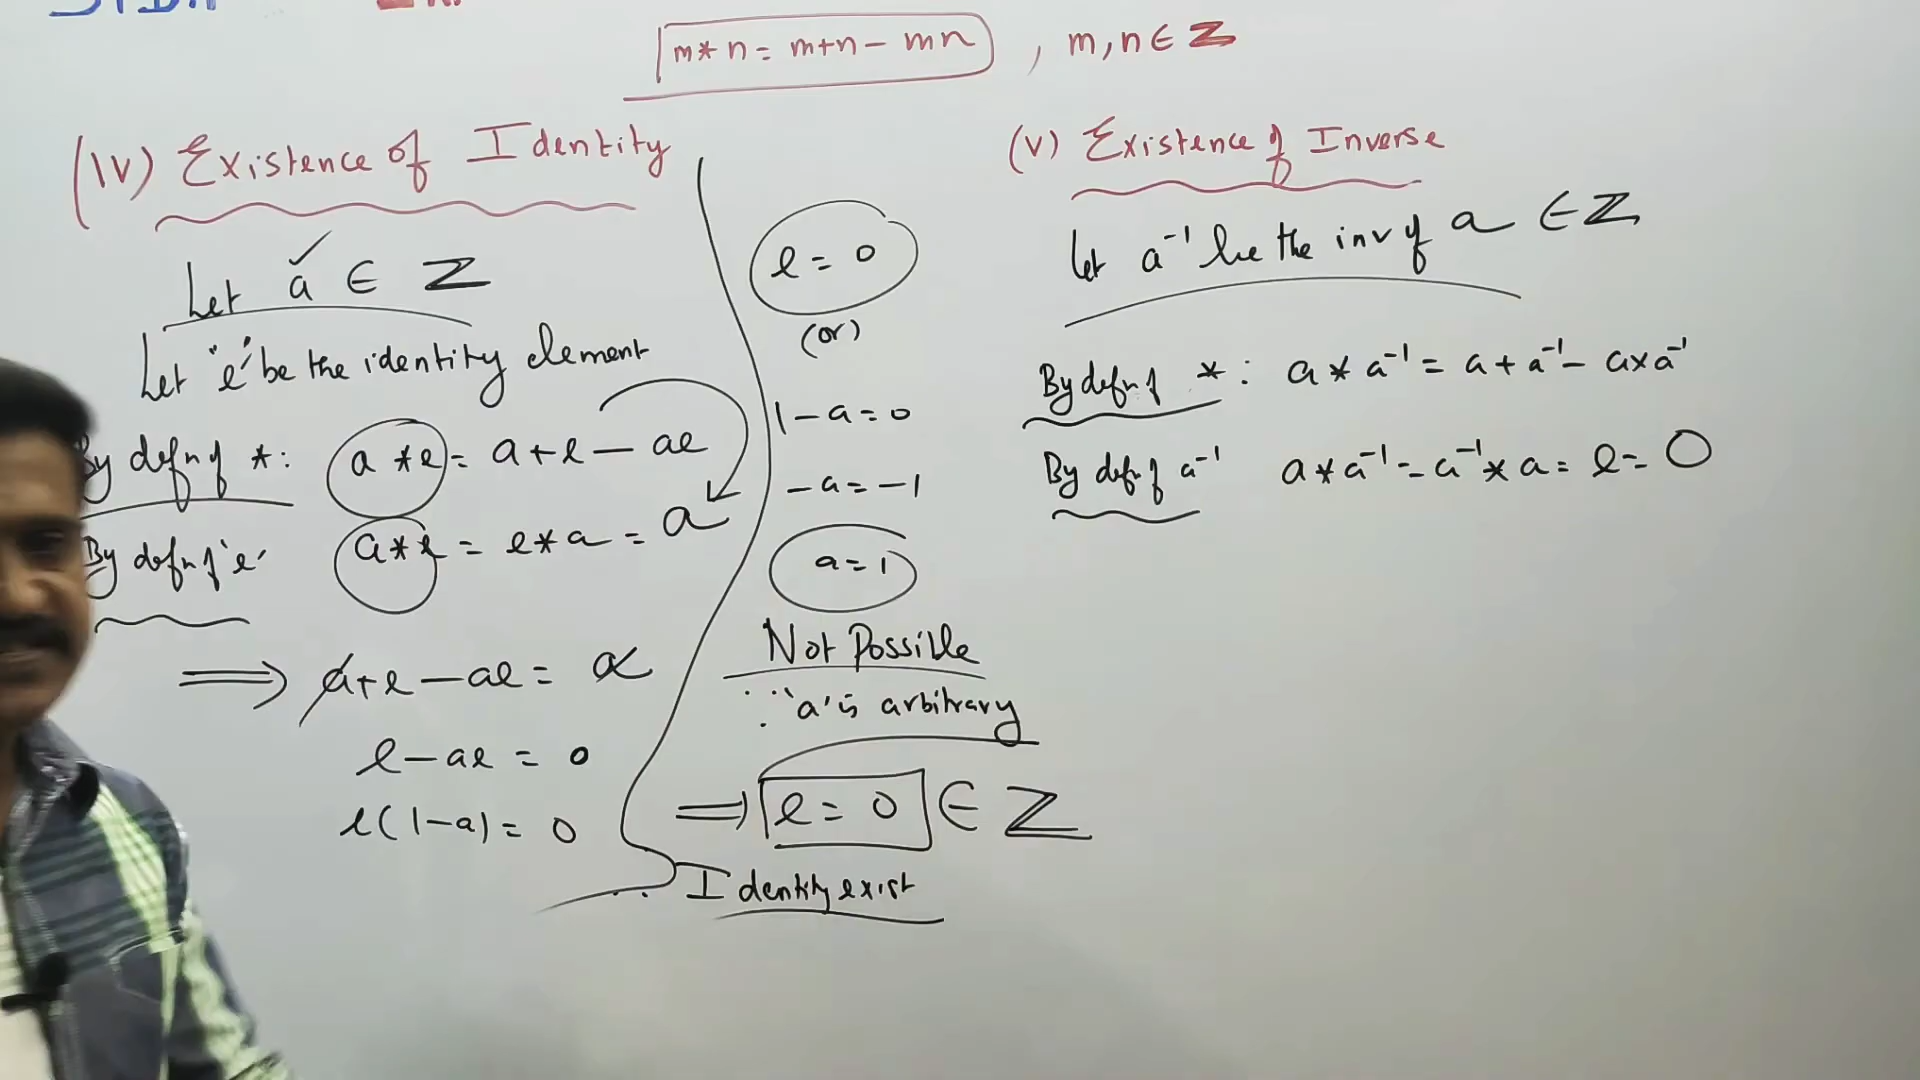 m * n = m+n - mn , m, n ∈ Z
(IV) Existence of Identity
Let a ∈ Z
Let 'e' be the identity element
By defn of *: a * e = a + e - ae
By defn of 'e' a * e = e * a = a
⟹ a+e - ae = a
e - ae = 0
e(1-a) = 0
e = 0
(or)
1 - a = 0
-a = -1
a = 1
Not Possible
∵ 'a' is arbitrary
⟹ e = 0 ∈ Z
Identity exist
(V) Existence of Inverse
Let a⁻¹ be the inv of a ∈ Z
By defn of * : a * a⁻¹ = a + a⁻¹ - a×a⁻¹
By defn of a⁻¹ a * a⁻¹ = a⁻¹ * a = e = 0